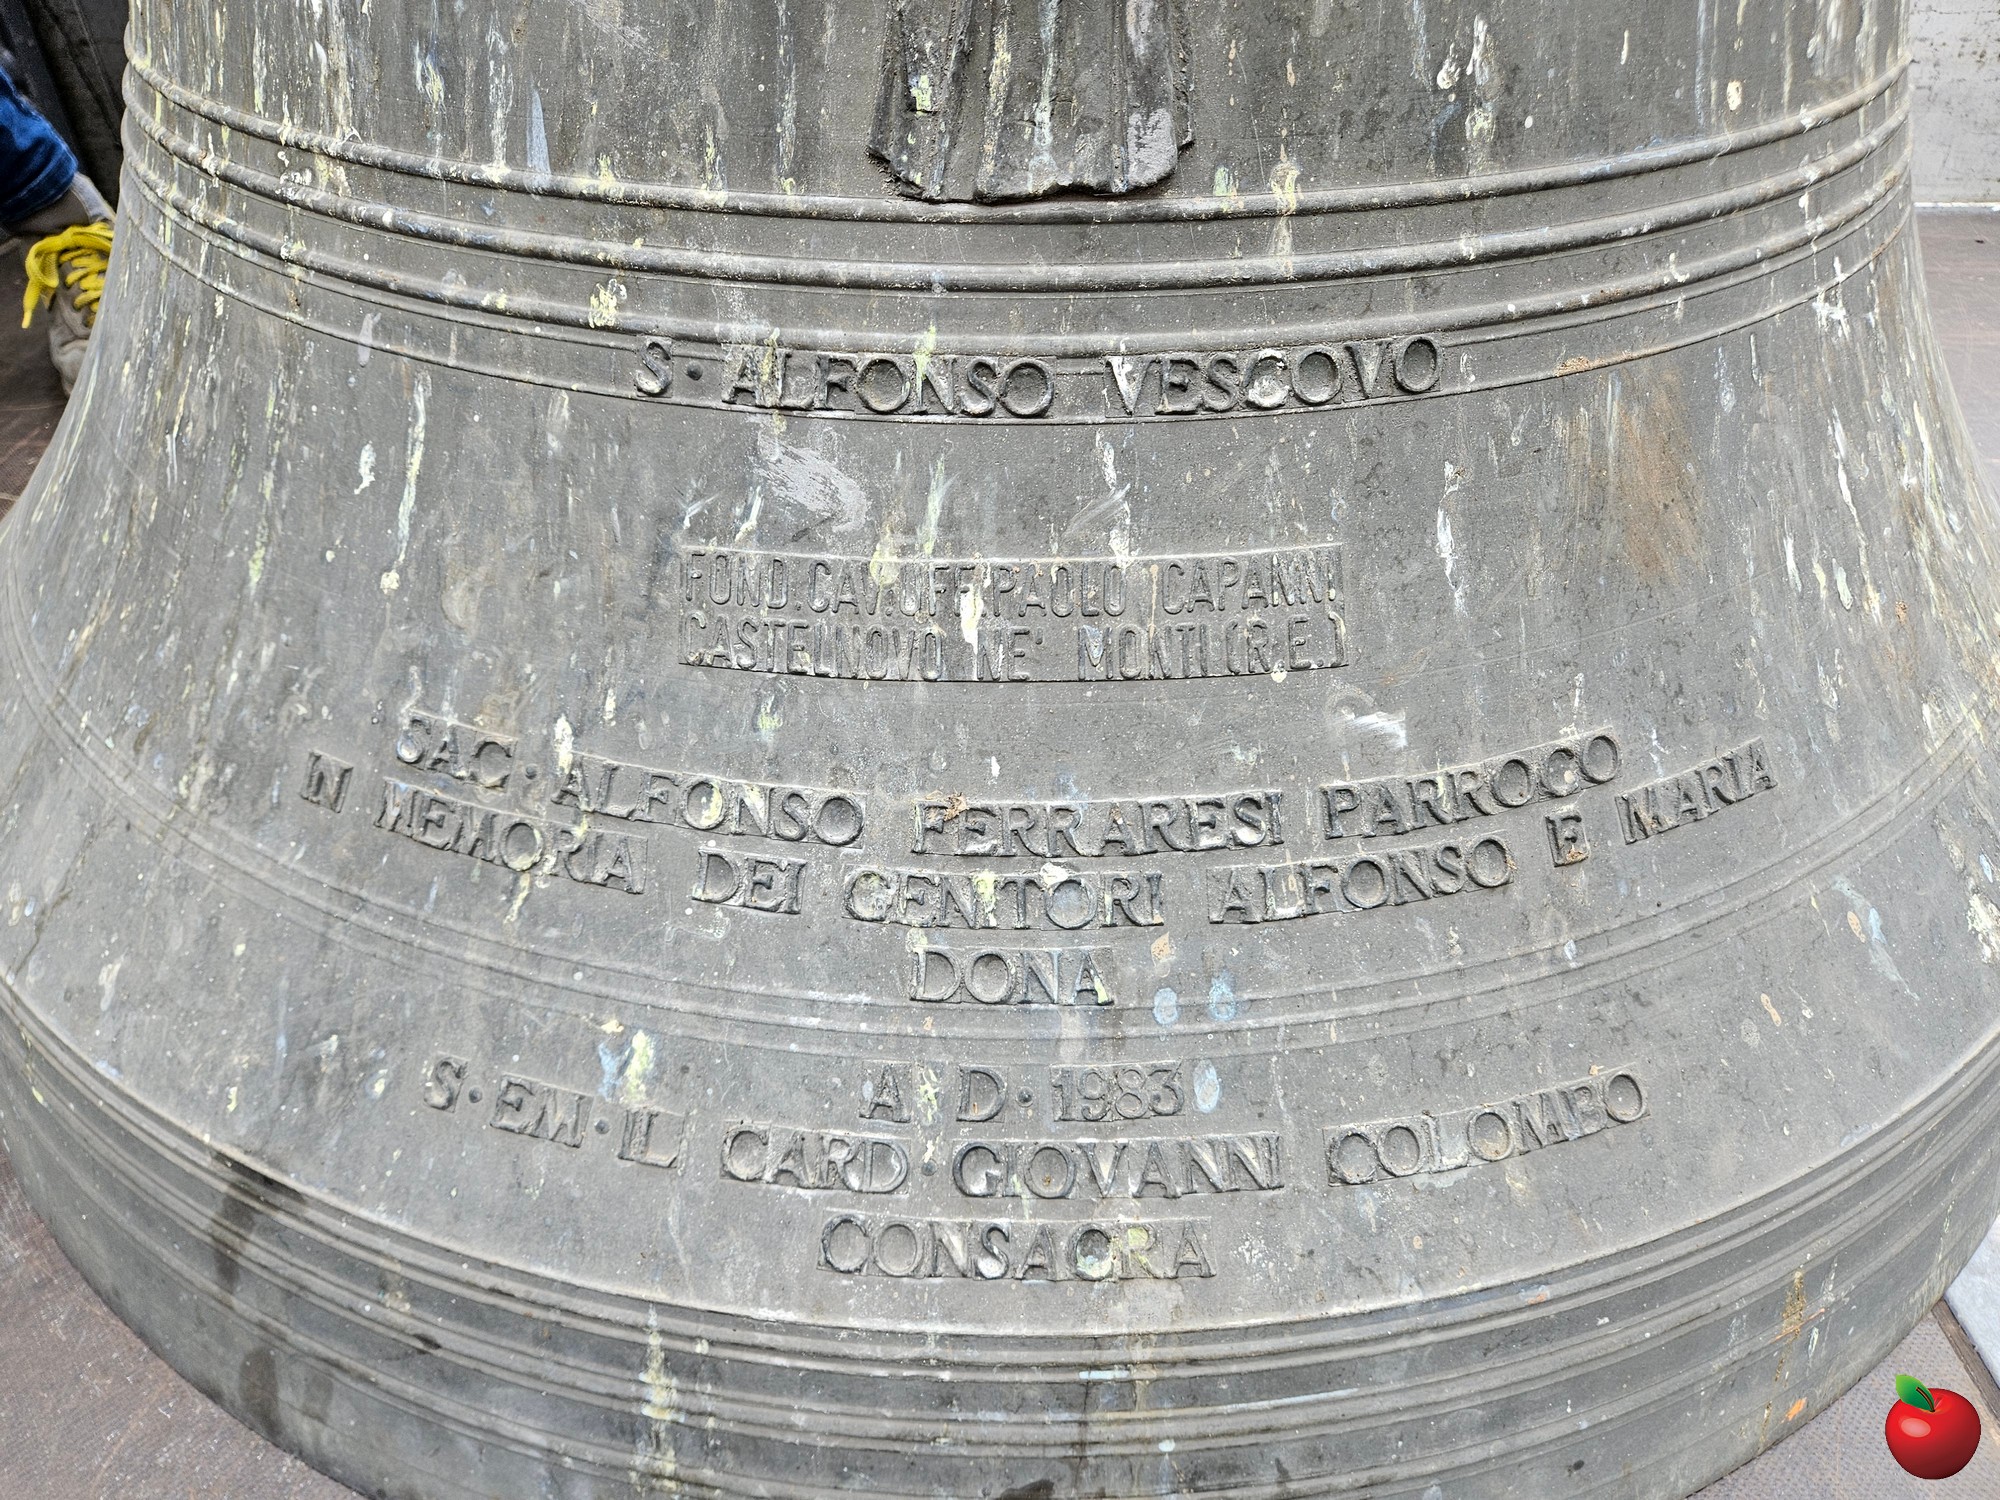 S· ALFONSO VESCOVO
FOND.CAV.UFF.PAOLO CAPANNI
CASTELNOVO NE' MONTI (R.E.)
SAC· ALFONSO FERRARESI PARROCO
IN MEMORIA DEI GENITORI ALFONSO E MARIA
DONA
A D· 1983
S·EM·IL CARD·GIOVANNI COLOMBO
CONSACRA